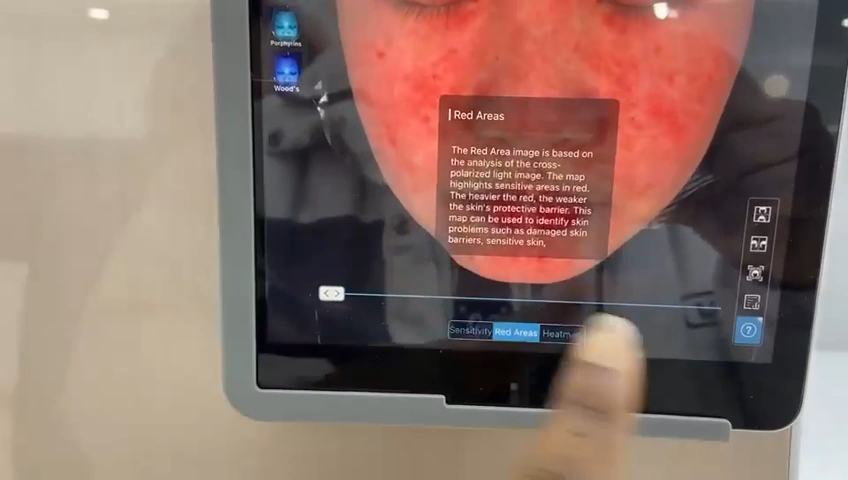 Porphyrins
Wood's
Red Areas
The Red Area image is based on
the analysis of the cross-
polarized light image. The map
highlights sensitive areas in red.
The heavier the red, the weaker
the skin's protective barrier. This
map can be used to identify skin
problems such as damaged skin
barriers, sensitive skin,
Sensitivity Red Areas